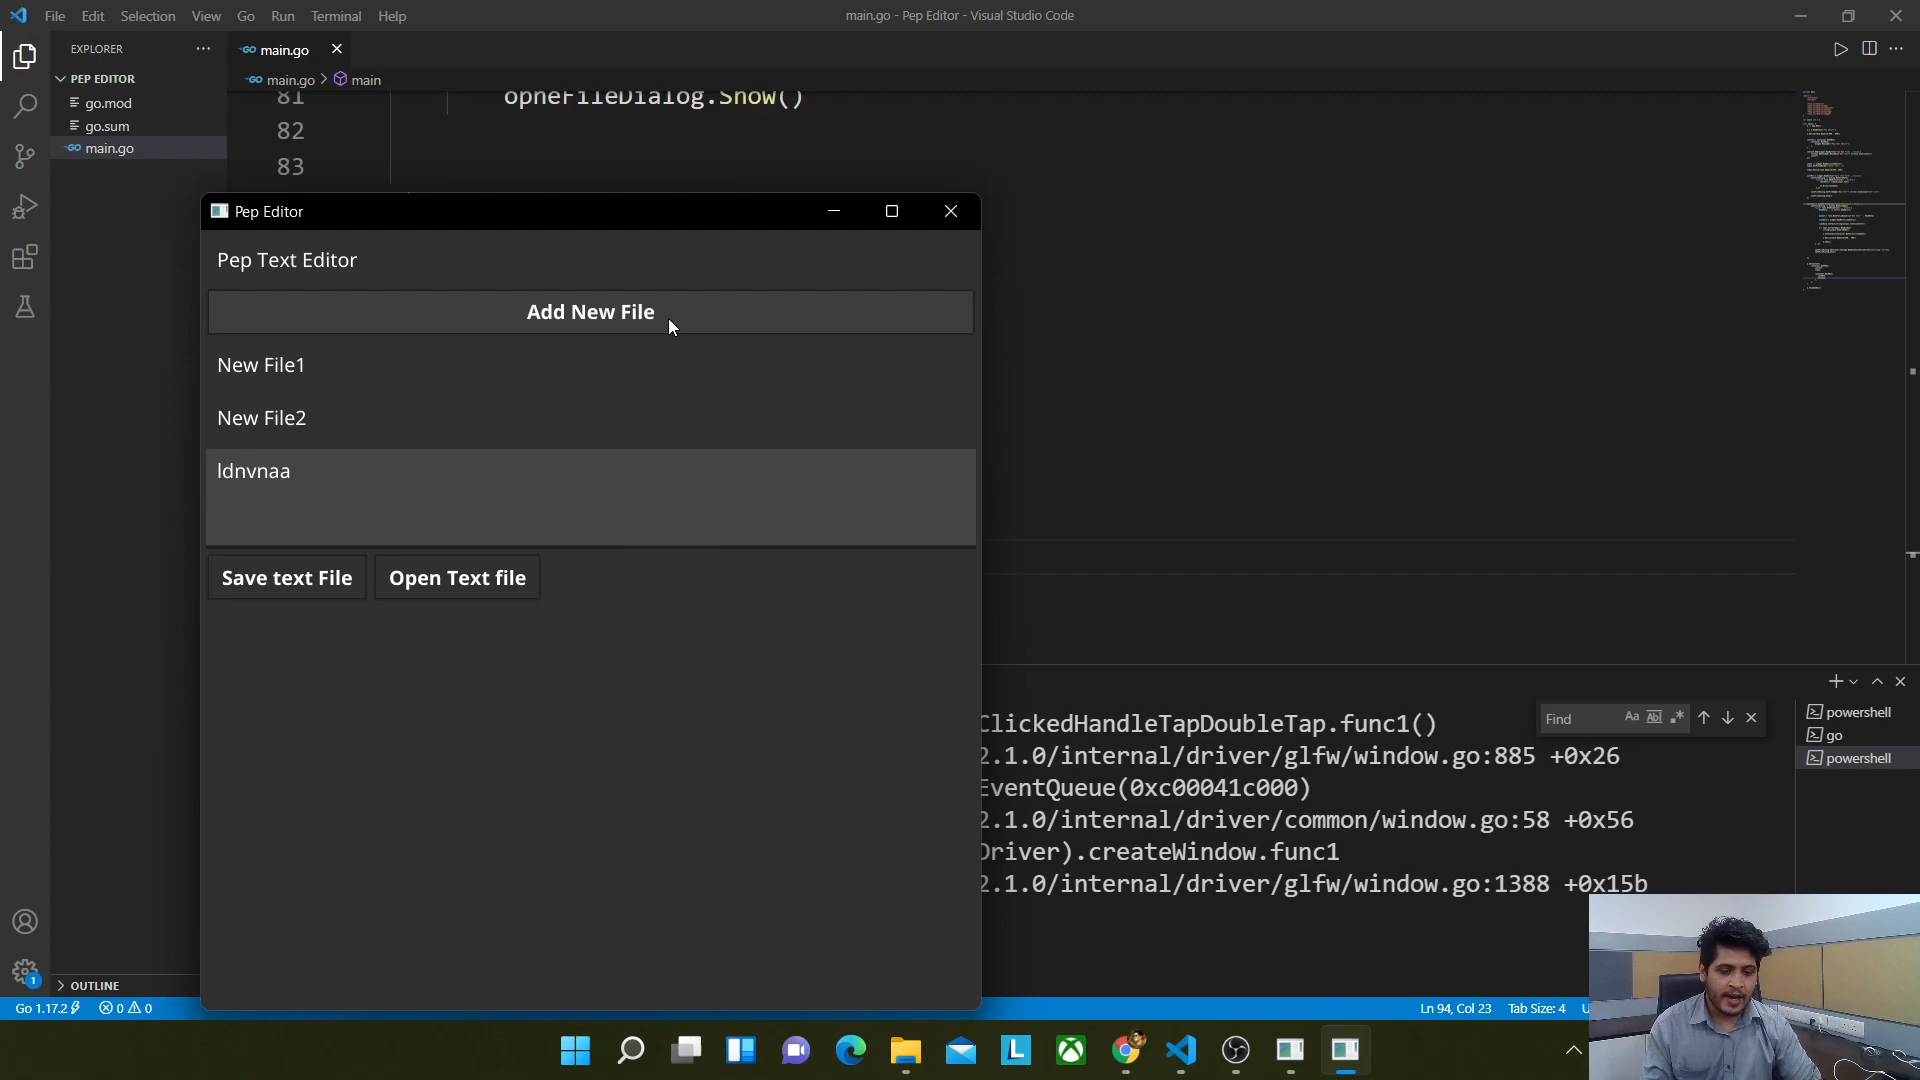 File Edit Selection View Go Run Terminal Help
main.go - Pep Editor - Visual Studio Code
EXPLORER
main.go
PEP EDITOR
main.go > main
go.mod
go.sum
main.go
81 opneFileDialog.Show()
82
83
Pep Editor
Pep Text Editor
Add New File
New File1
New File2
ldnvnaa
Save text File Open Text file
Find
Aa Abl
powershell
go
powershell
ClickedHandleTapDoubleTap.func1()
2.1.0/internal/driver/glfw/window.go:885 +0x26
EventQueue(0xc00041c000)
2.1.0/internal/driver/common/window.go:58 +0x56
Driver).createWindow.func1
2.1.0/internal/driver/glfw/window.go:1388 +0x15b
1
OUTLINE
Go 1.17.2 0 0
Ln 94, Col 23 Tab Size: 4
L